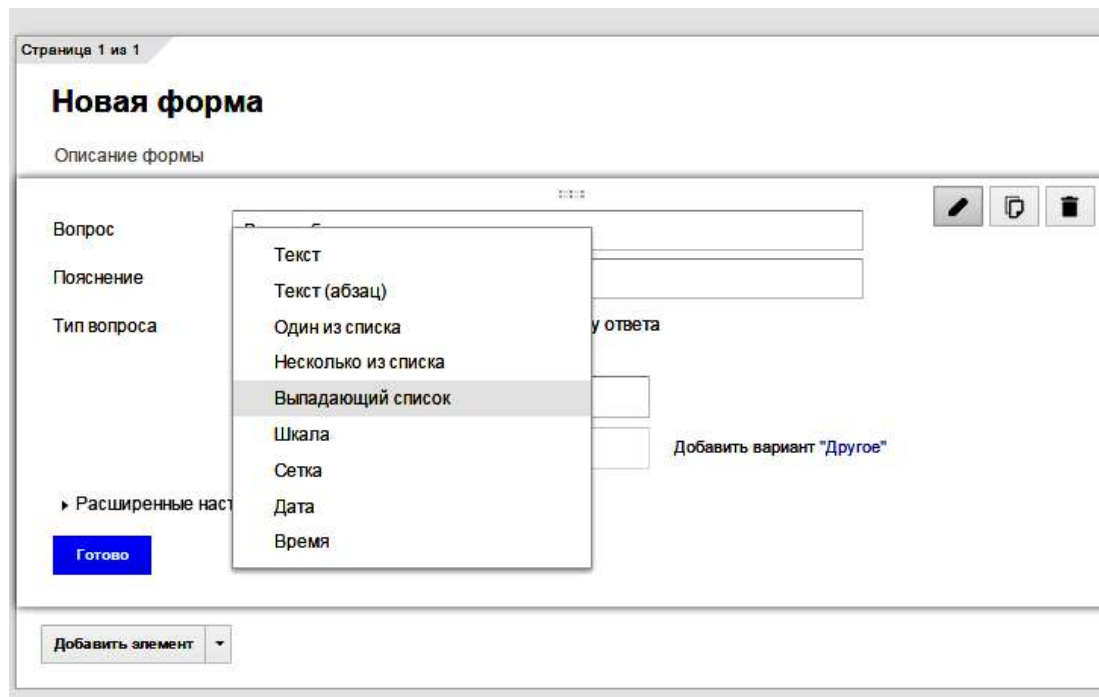 Страница 1 из 1
Новая форма
Описание формы
Вопрос
Пояснение
Тип вопроса
Текст
Текст (абзац)
Один из списка
у ответа
Несколько из списка
Выпадающий список
Шкала
Добавить вариант "Другое"
Сетка
Расширенные наст
Дата
Время
Готово
Добавить элемент